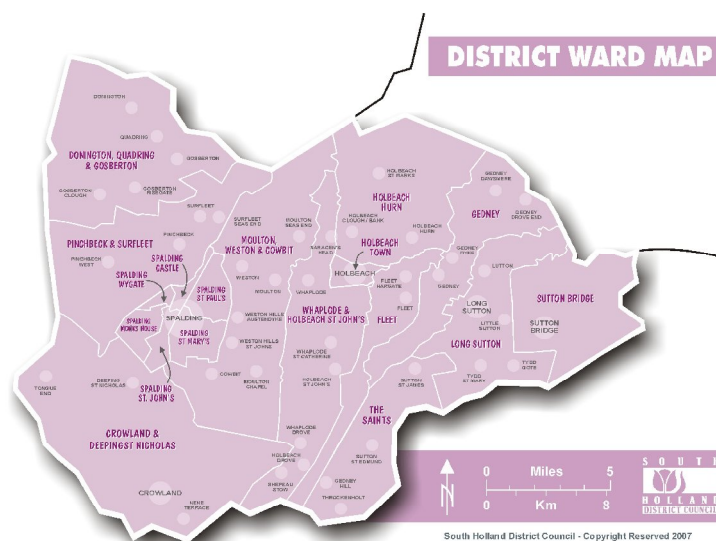 DISTRICT WARD MAP
DONINGTON
QUADRING
DONINGTON, QUADRING
& GOSBERTON
GOSBERTON
GOSBERTON
CLOUGH
GOSBERTON
RISEGATE
SURFLEET
SURFLEET
SEAS END
PINCHBECK & SURFLEET
PINCHBECK
PINCHBECK
WEST
SPALDING
CASTLE
SPALDING
WYGATE
SPALDING
ST PAUL'S
SPALDING
MONKS HOUSE
SPALDING
SPALDING
ST MARY'S
SPALDING
ST. JOHN'S
MOULTON
SEAS END
MOULTON,
WESTON & COWBIT
WESTON
MOULTON
WESTON HILLS
AUSTENDYKE
WESTON HILLS
ST JOHNS
COWBIT
MOULTON
CHAPEL
TONGUE
END
DEEPING
ST NICHOLAS
CROWLAND &
DEEPINGST NICHOLAS
CROWLAND
NENE
TERRACE
HOLBEACH
ST MARKS
HOLBEACH
HURN
HOLBEACH
CLOUGH / BANK
HOLBEACH
HURN
SARACEN'S
HEAD
HOLBEACH
TOWN
HOLBEACH
WHAPLODE
WHAPLODE &
HOLBEACH ST JOHN'S
WHAPLODE
ST CATHERINE
HOLBEACH
ST JOHN'S
WHAPLODE
DROVE
HOLBEACH
DROVE
SHEPEAU
STOW
GEDNEY
DAWSMERE
GEDNEY
GEDNEY
DROVE END
GEDNEY
DYKE
FLEET
HARGATE
FLEET
FLEET
GEDNEY
LUTTON
LONG
SUTTON
LITTLE
SUTTON
LONG SUTTON
SUTTON BRIDGE
SUTTON
BRIDGE
TYDD
GOTE
TYDD
ST MARY
SUTTON
ST JAMES
THE
SAINTS
SUTTON
ST EDMUND
GEDNEY
HILL
THROCKENHOLT
N
0 Miles 5
0 Km 8
SOUTH
HOLLAND
DISTRICT COUNCIL
South Holland District Council - Copyright Reserved 2007